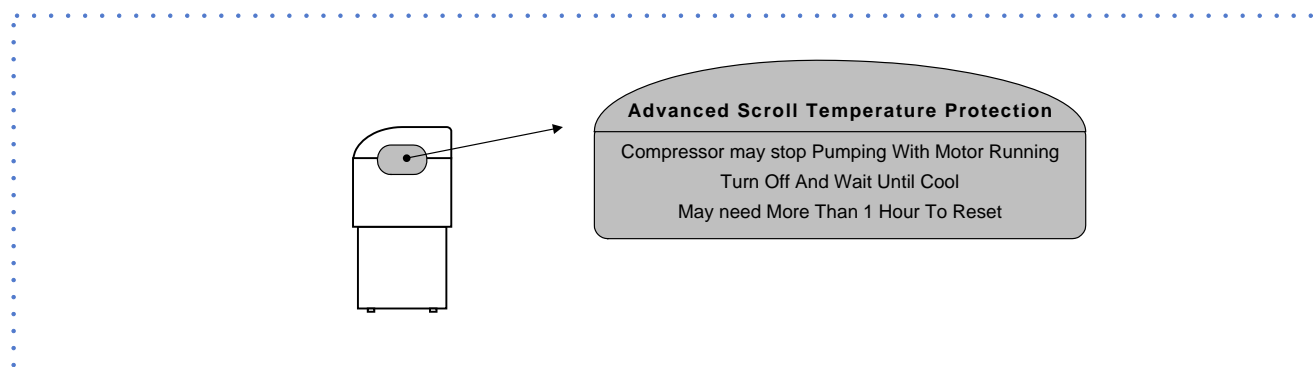 Advanced Scroll Temperature Protection
Compressor may stop Pumping With Motor Running
Turn Off And Wait Until Cool
May need More Than 1 Hour To Reset